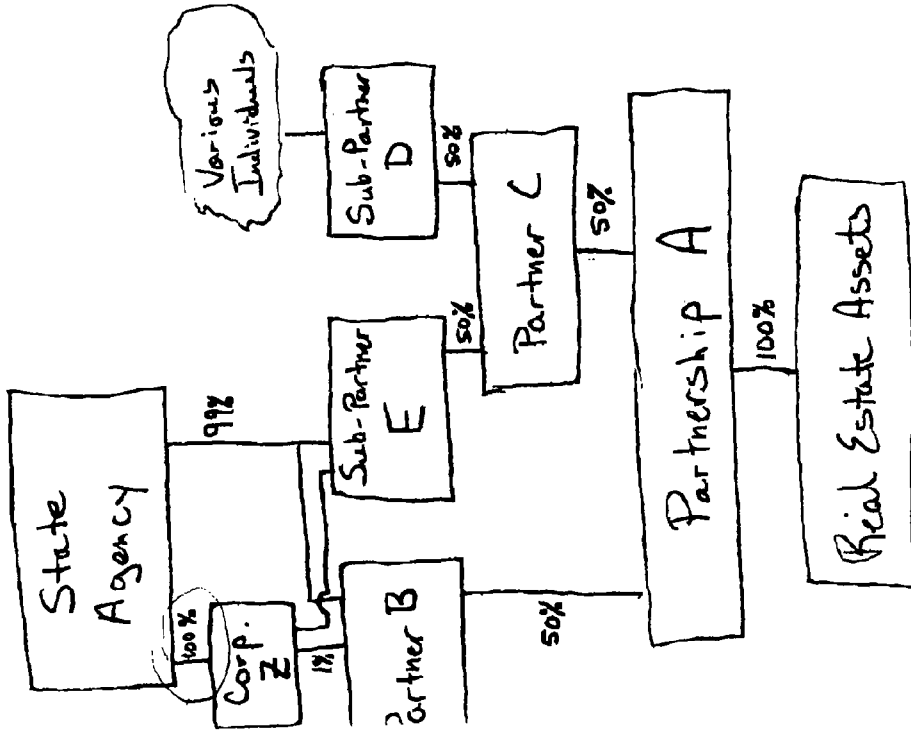 State
Agency
100%
99%
Corp.
Z
1%
Various
Individuals
Sub-Partner
E
Sub-Partner
D
50%
50%
artner B
Partner C
50%
50%
Partnership A
100%
Real Estate Assets